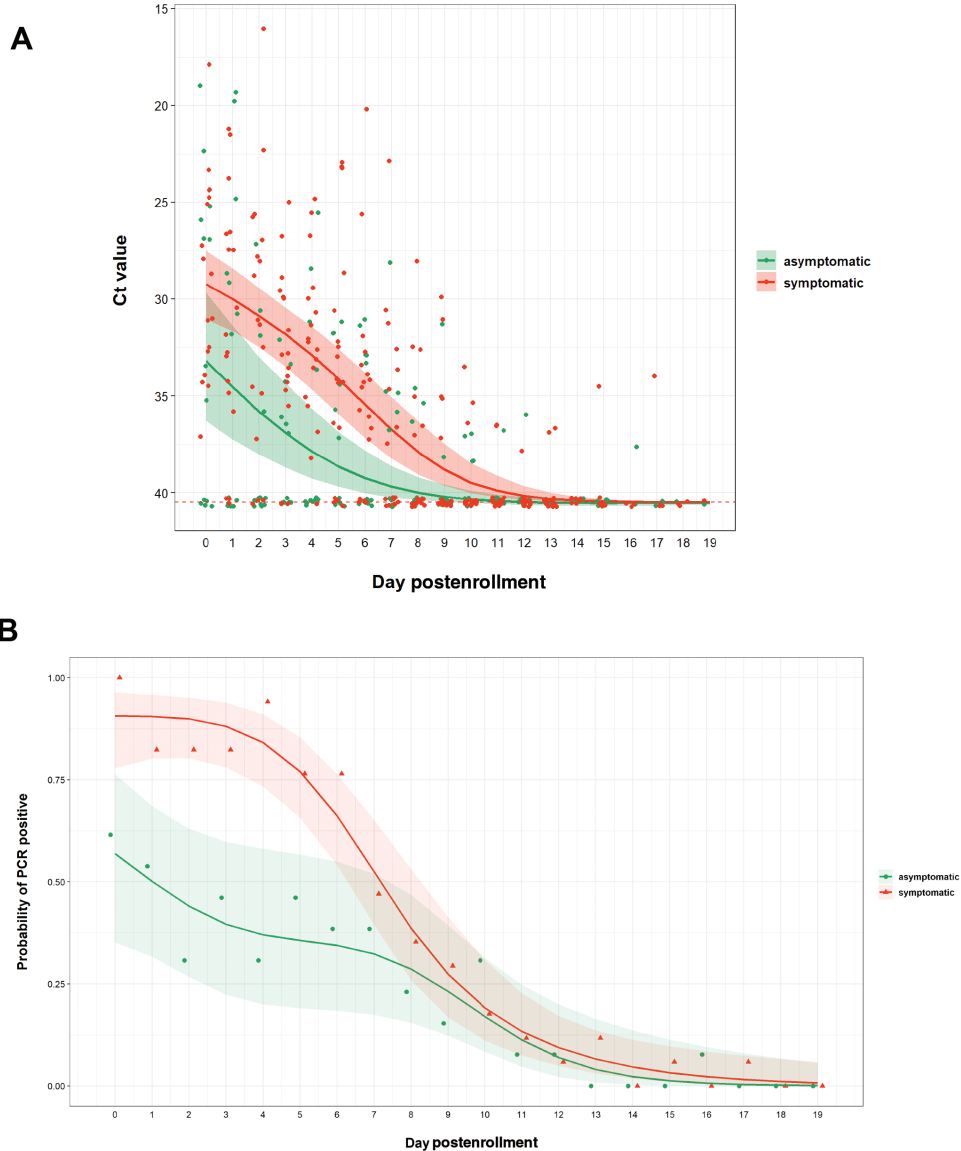 A
15
20
25
30
35
40
Ct value
0 1 2 3 4 5 6 7 8 9 10 11 12 13 14 15 16 17 18 19
Day postenrollment
asymptomatic
symptomatic
B
1.00
0.75
0.50
0.25
0.00
Probability of PCR positive
0 1 2 3 4 5 6 7 8 9 10 11 12 13 14 15 16 17 18 19
Day postenrollment
asymptomatic
symptomatic